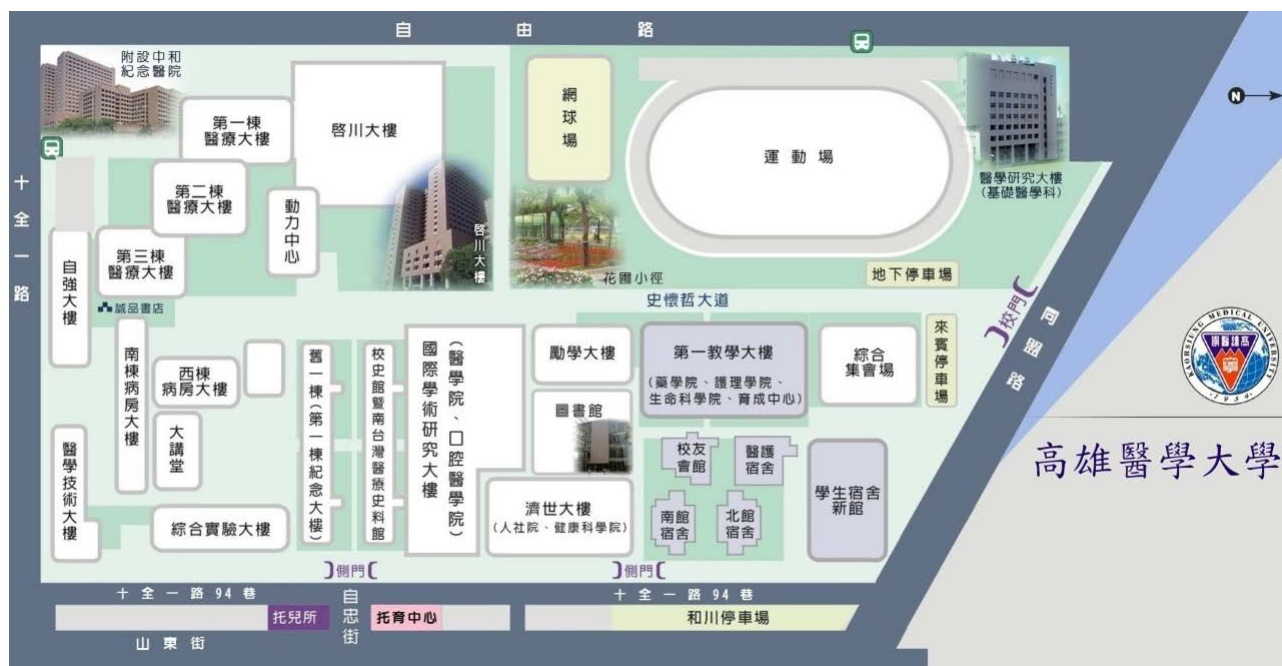 自由路
附設中和
紀念醫院
第一棟
醫療大樓
啓川大樓
網球場
運動場
N
醫學研究大樓
(基礎醫學科)
十全一路
第二棟
醫療大樓
動力中心
啓川大樓
第三棟
醫療大樓
自強大樓
花圃小徑
地下停車場
誠品書店
史懷哲大道
校門
同盟路
南棟病房大樓
西棟
病房大樓
舊一棟(第一棟紀念大樓)
校史館暨南台灣醫療史料館
國際學術研究大樓
(醫學院、口腔醫學院)
勵學大樓
第一教學大樓
(藥學院、護理學院、
生命科學院、育成中心)
綜合
集會場
來賓停車場
KAOHSIUNG MEDICAL UNIVERSITY
·1954·
大講堂
圖書館
校友
會館
醫護
宿舍
高雄醫學大學
醫學技術大樓
綜合實驗大樓
濟世大樓
(人社院、健康科學院)
南館
宿舍
北館
宿舍
學生宿舍
新館
側門
側門
十全一路94巷
自忠街
十全一路94巷
托兒所
托育中心
和川停車場
山東街